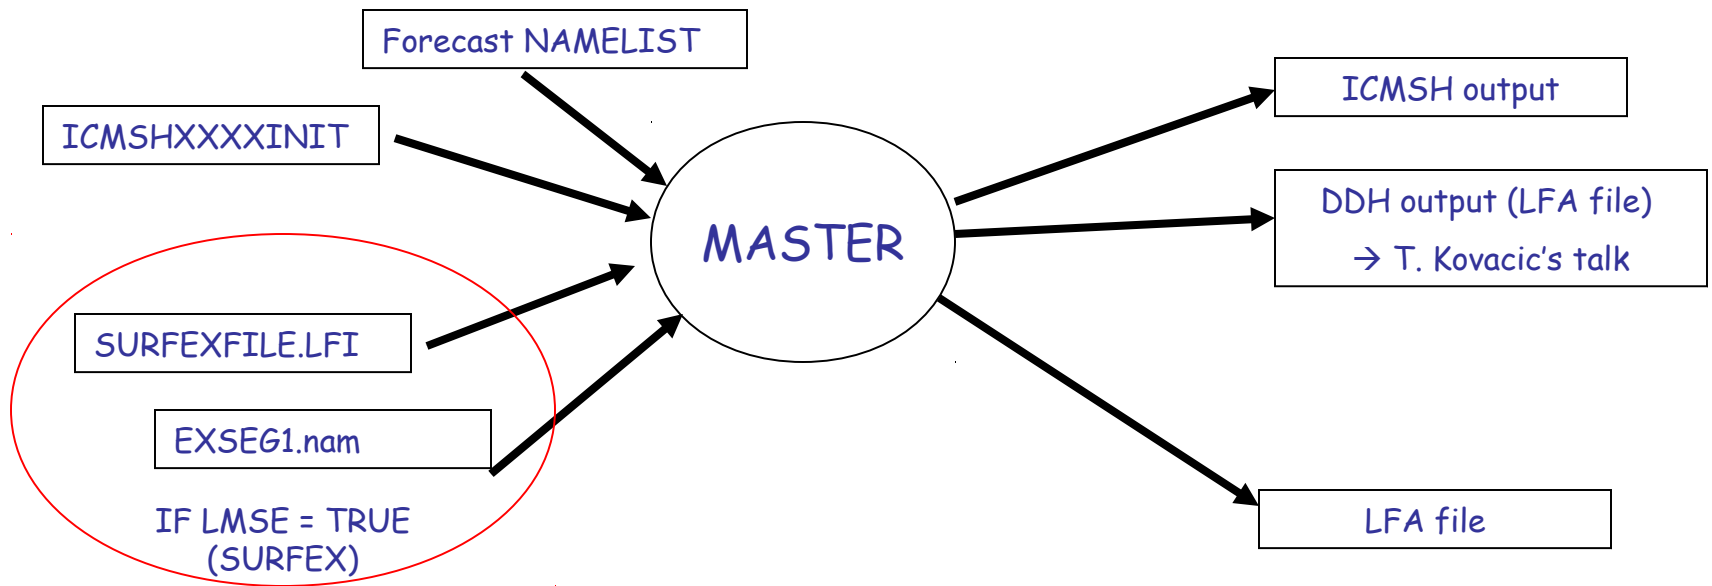 Forecast NAMELIST
ICMSHXXXXINIT
SURFEXFILE.LFI
EXSEG1.nam
IF LMSE = TRUE
(SURFEX)
MASTER
ICMSH output
DDH output (LFA file)
→ T. Kovacic's talk
LFA file